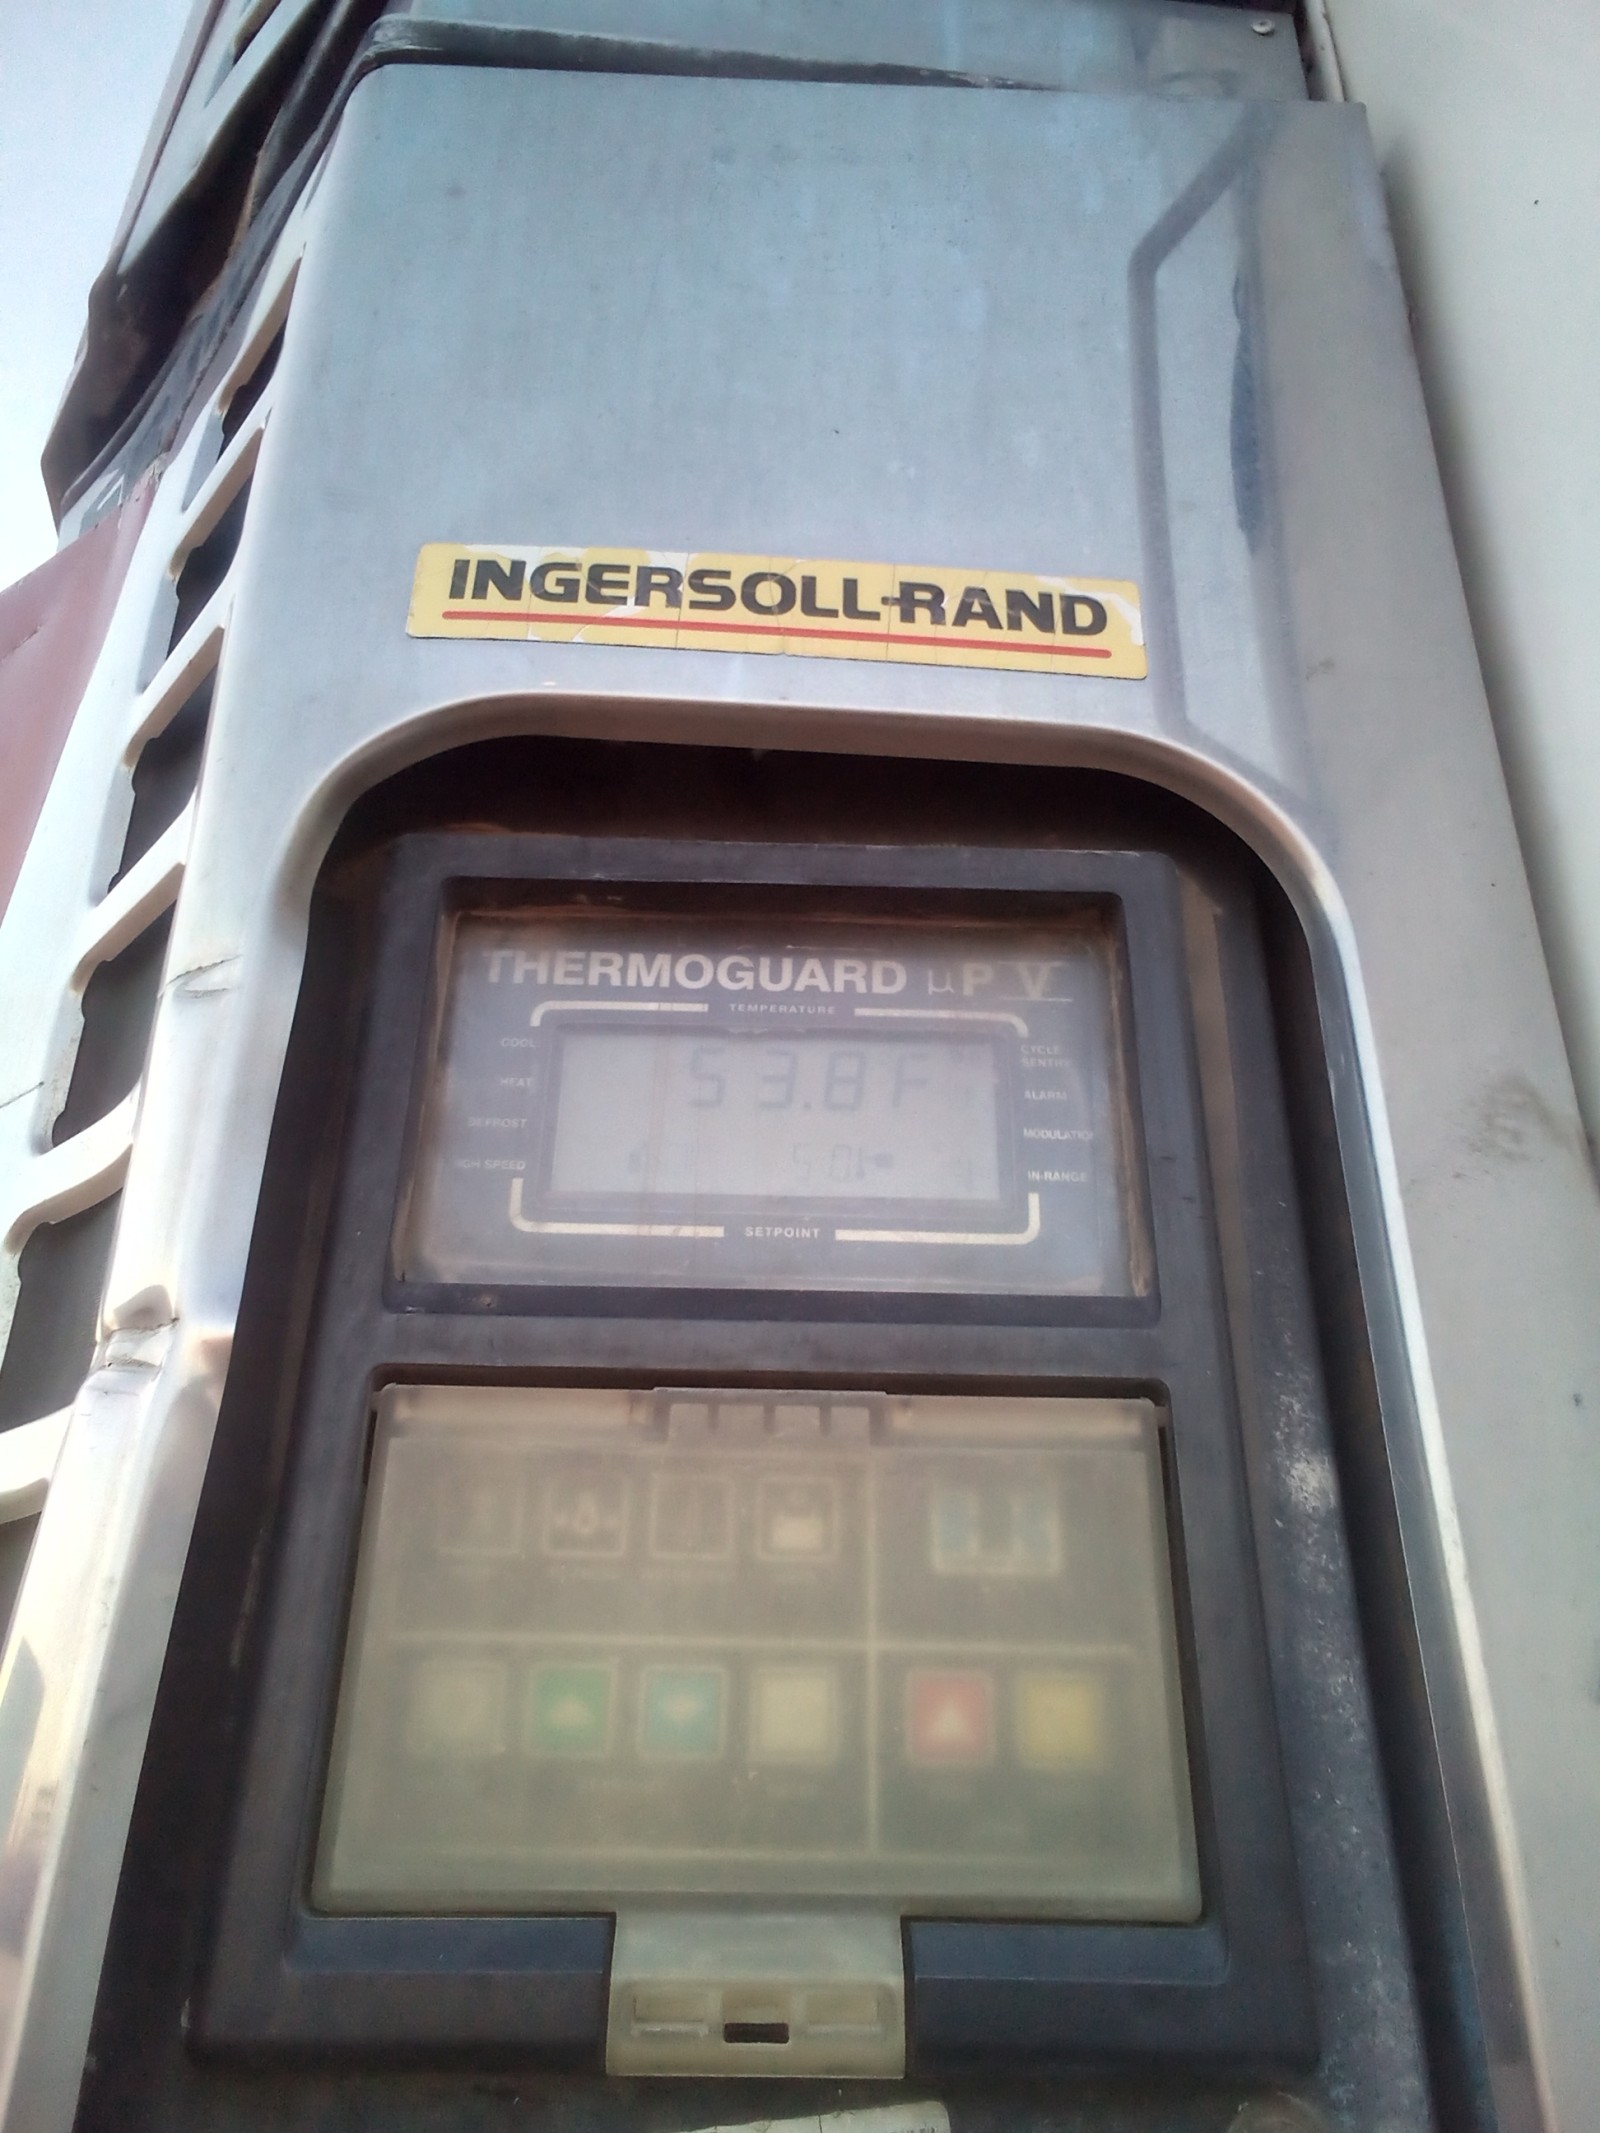 INGERSOLL-RAND
THERMOGUARD µP V
TEMPERATURE
COOL
HEAT
DEFROST
HIGH SPEED
53.8F
CYCLE
SENTRY
ALARM
MODULATION
IN-RANGE
SETPOINT